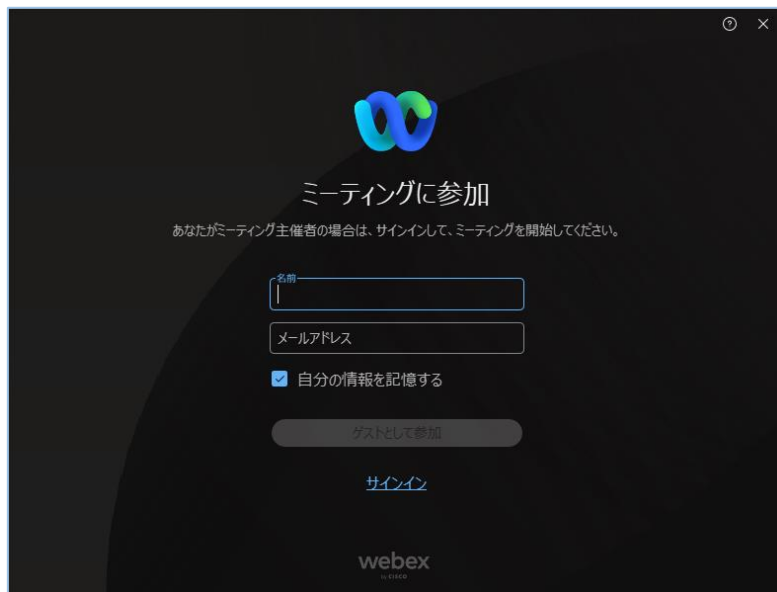 ミーティングに参加
あなたがミーティング主催者の場合は、サインインして、ミーティングを開始してください。
名前
メールアドレス
自分の情報を記憶する
ゲストとして参加
サインイン
webex
by CISCO